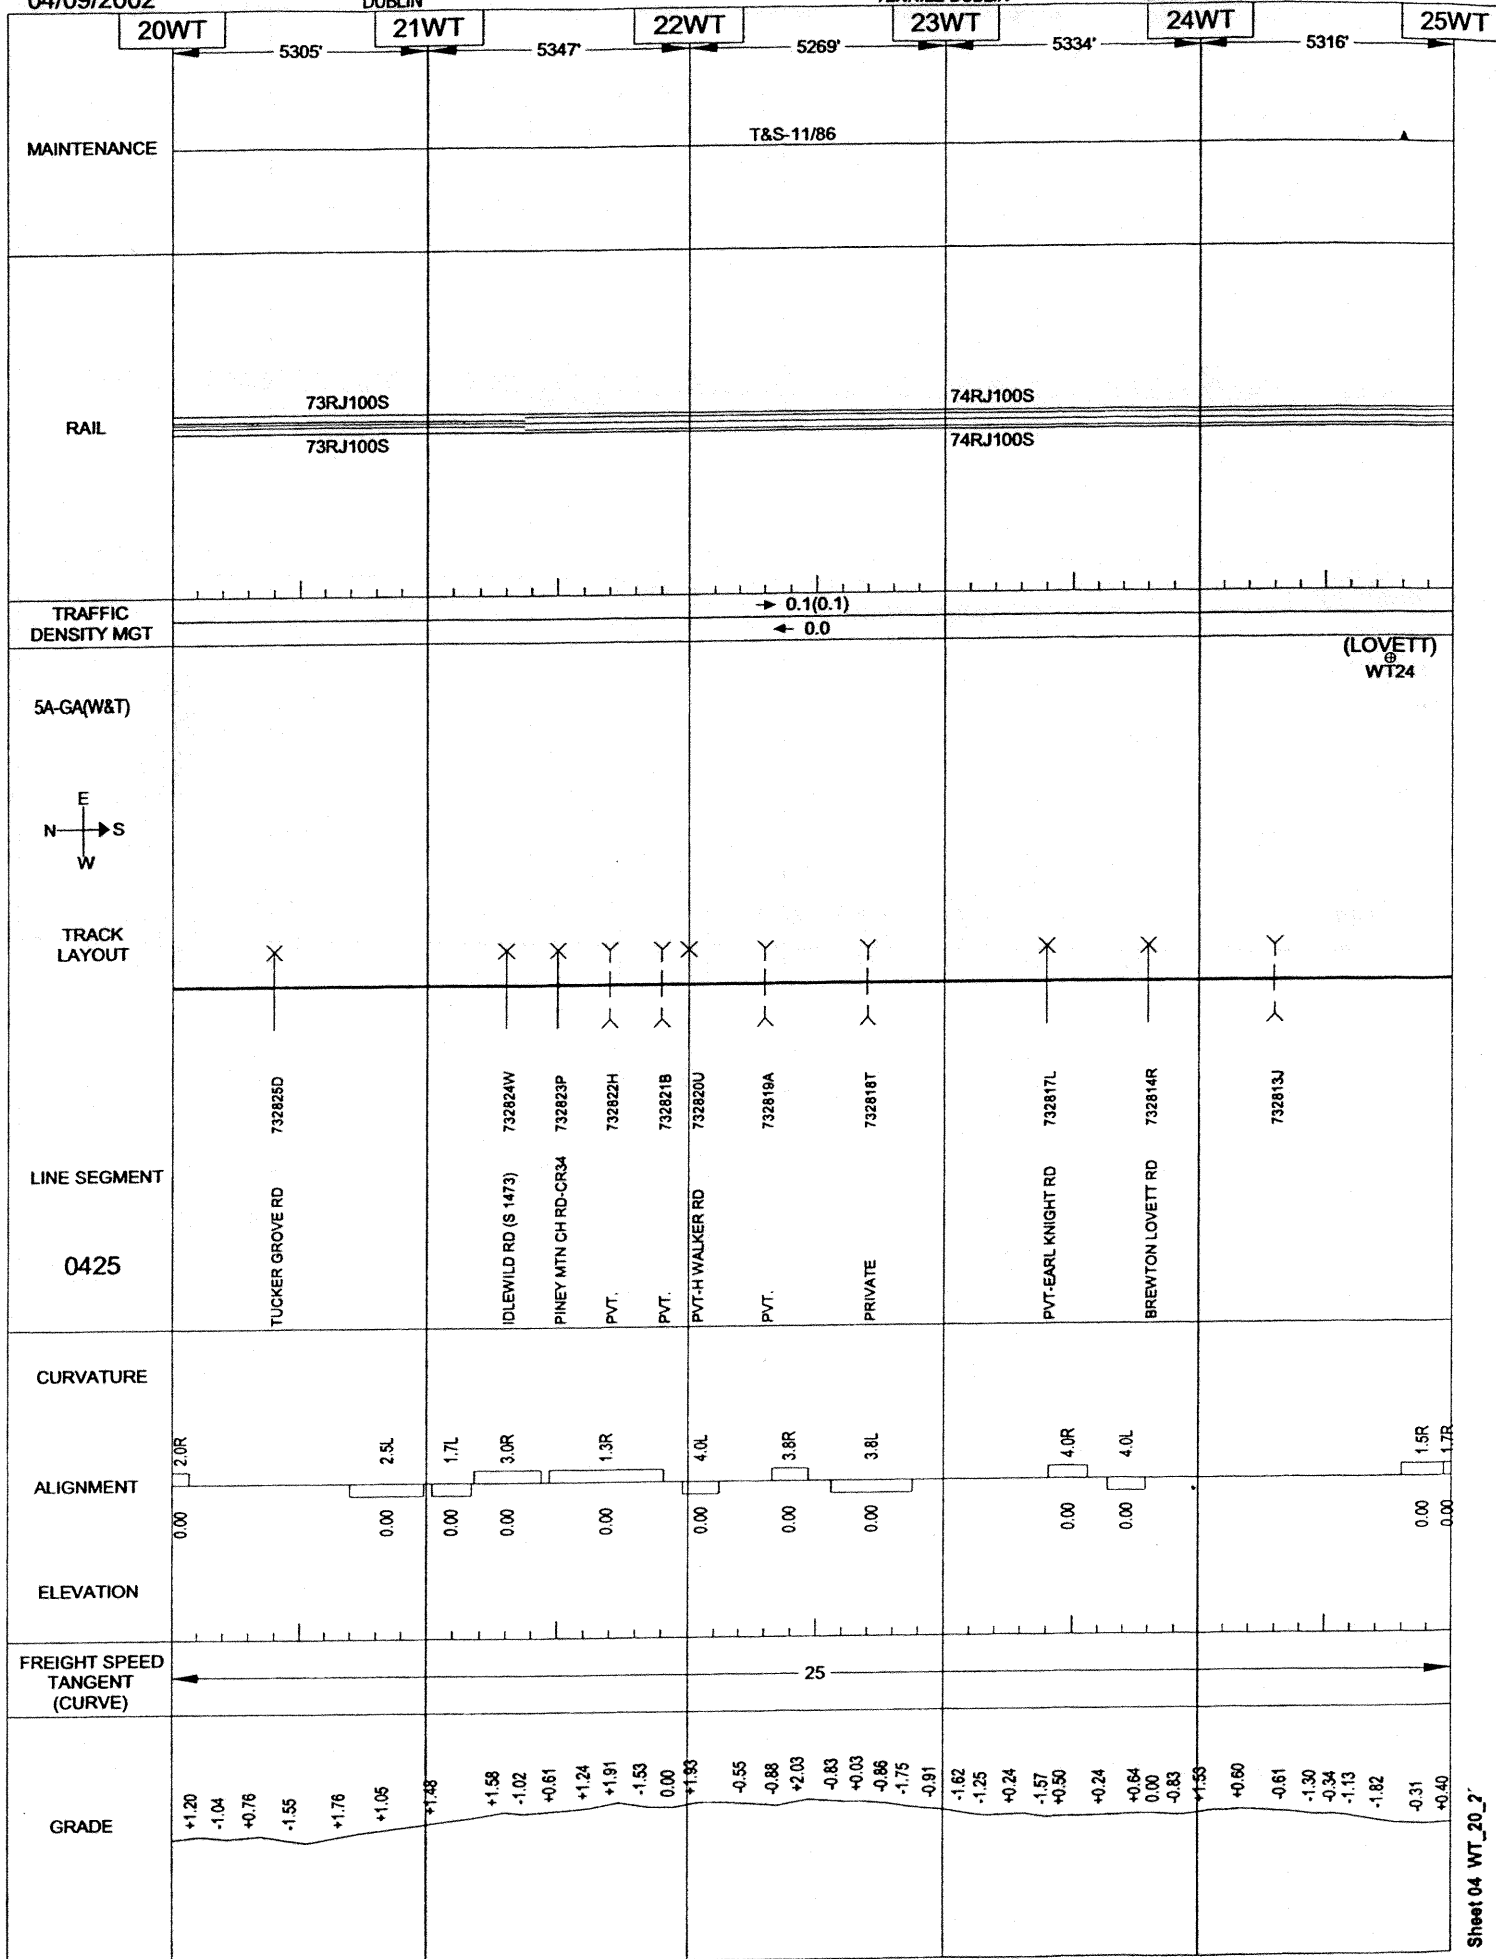 04/09/2002
DUBLIN
20WT 21WT 22WT 23WT 24WT 25WT
5305' 5347' 5269' 5334' 5316'
MAINTENANCE
T&S-11/86
RAIL
73RJ100S 74RJ100S
73RJ100S 74RJ100S
TRAFFIC
DENSITY MGT
→ 0.1(0.1)
← 0.0
(LOVETT)
WT24
5A-GA(W&T)
E
N S
W
TRACK
LAYOUT
732825D 732824W 732823P 732822H 732821B 732820U 732819A 732818T 732817L 732814R 732813J
LINE SEGMENT
0425
TUCKER GROVE RD
IDLEWILD RD (S 1473)
PINEY MTN CH RD-CR34
PVT.
PVT.
PVT-H WALKER RD
PVT.
PRIVATE
PVT-EARL KNIGHT RD
BREWTON LOVETT RD
CURVATURE
2.0R 2.5L 1.7L 3.0R 1.3R 4.0L 3.8R 3.8L 4.0R 4.0L 1.5R 1.7R
ALIGNMENT
0.00 0.00 0.00 0.00 0.00 0.00 0.00 0.00 0.00 0.00 0.00 0.00
ELEVATION
FREIGHT SPEED
TANGENT
(CURVE)
25
GRADE
+1.20 -1.04 +0.76 -1.55 +1.76 +1.05 +1.48 +1.58 -1.02 +0.61 +1.24 +1.91 -1.53 0.00 +1.93 -0.55 -0.88 +2.03 -0.83 +0.03 -0.86 -1.75 -0.91 -1.62 -1.25 +0.24 -1.57 +0.50 +0.24 +0.64 0.00 -0.83 +1.53 +0.60 -0.61 -1.30 -0.34 -1.13 -1.82 -0.31 +0.40
Sheet 04 WT_20_2